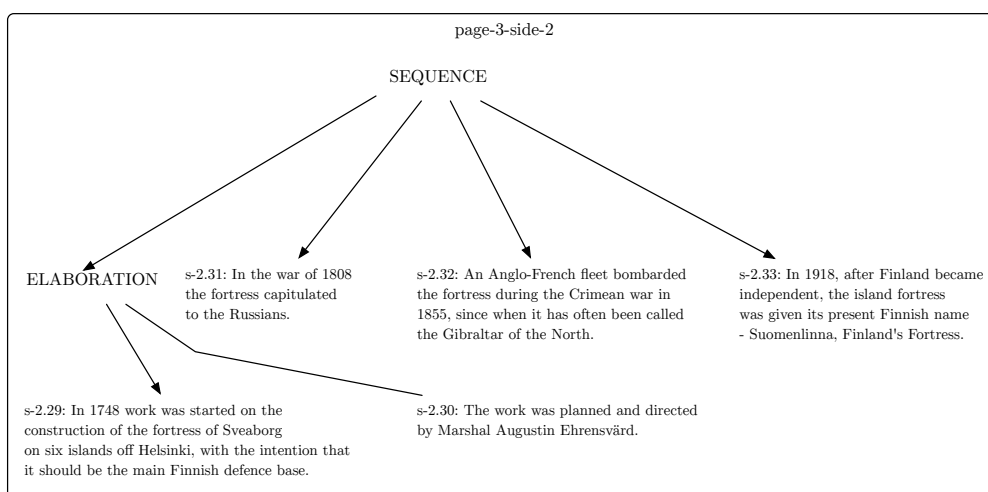 page-3-side-2
SEQUENCE
ELABORATION
s-2.31: In the war of 1808
the fortress capitulated
to the Russians.
s-2.32: An Anglo-French fleet bombarded
the fortress during the Crimean war in
1855, since when it has often been called
the Gibraltar of the North.
s-2.33: In 1918, after Finland became
independent, the island fortress
was given its present Finnish name
- Suomenlinna, Finland's Fortress.
s-2.29: In 1748 work was started on the
construction of the fortress of Sveaborg
on six islands off Helsinki, with the intention that
it should be the main Finnish defence base.
s-2.30: The work was planned and directed
by Marshal Augustin Ehrensvärd.